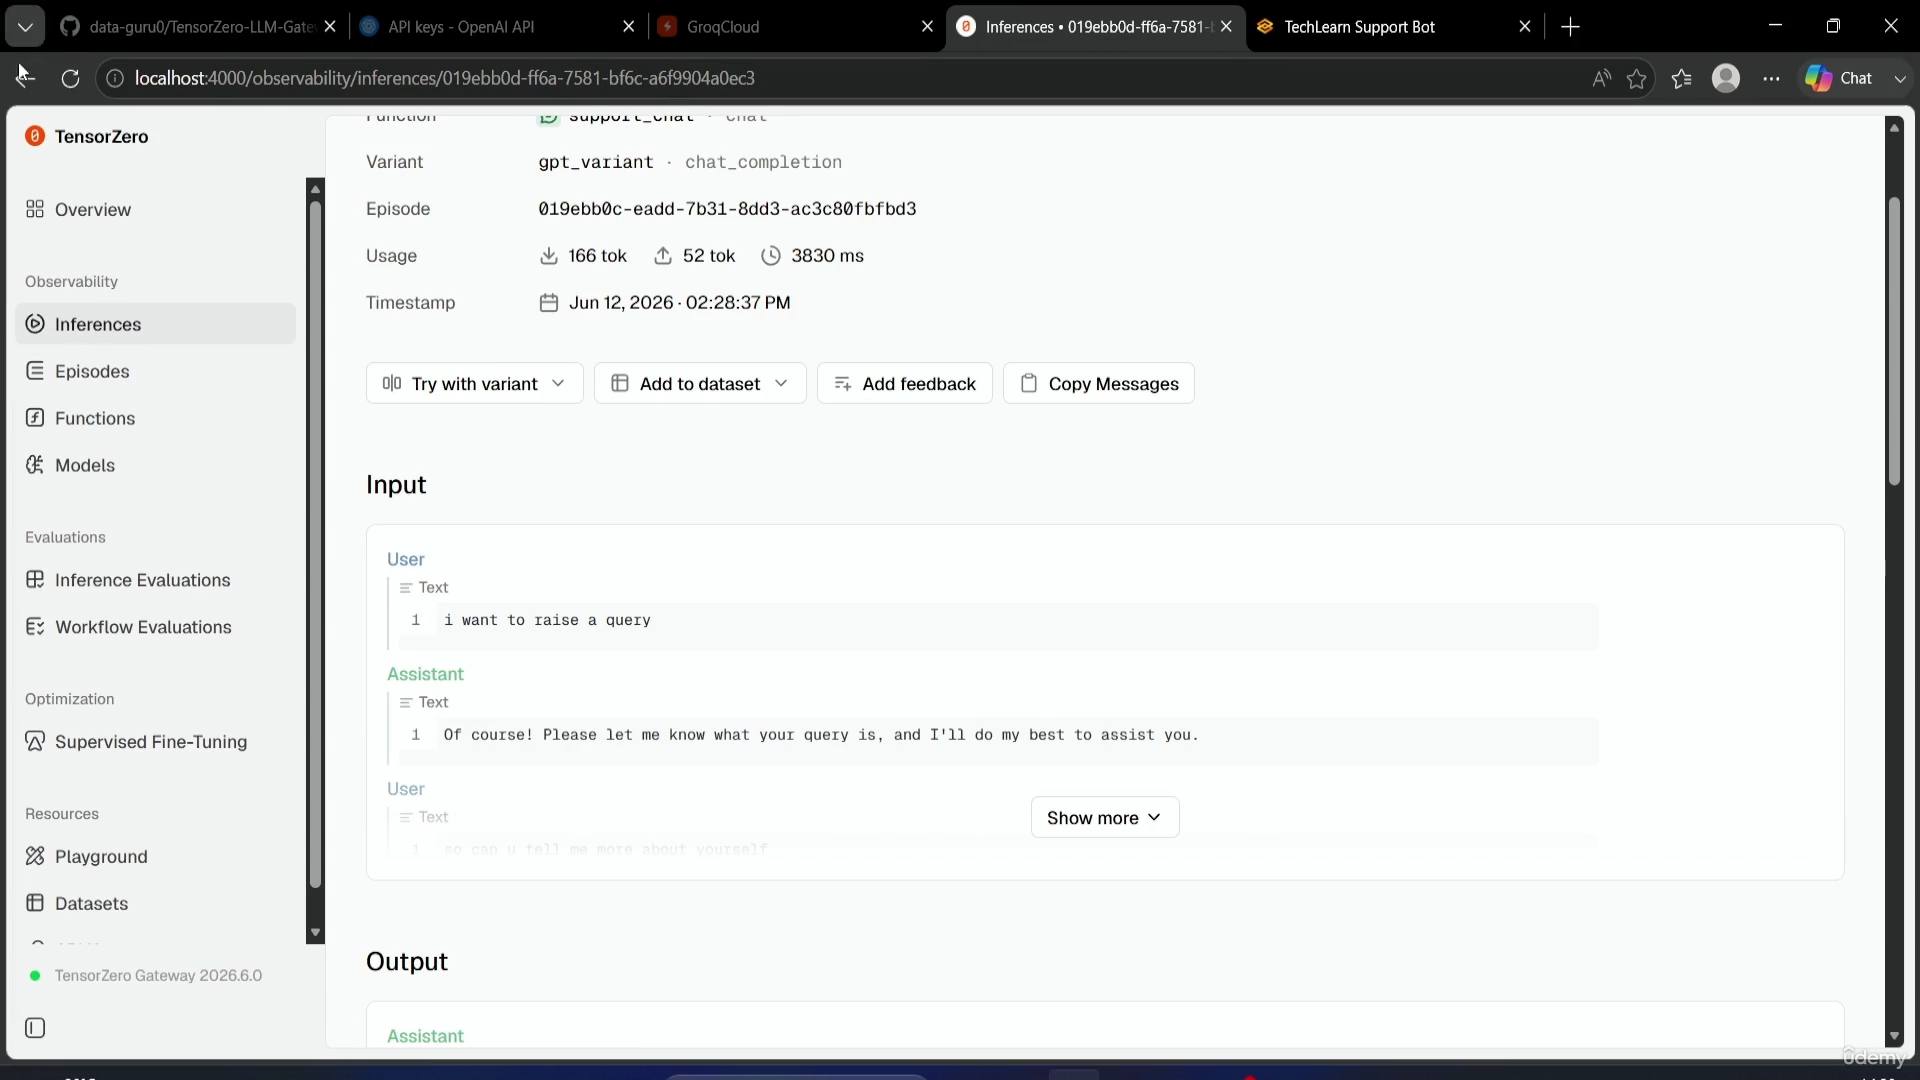 data-guru0/TensorZero-LLM-Gatew
API keys - OpenAI API
GroqCloud
Inferences • 019ebb0d-ff6a-7581-b
TechLearn Support Bot
localhost:4000/observability/inferences/019ebb0d-ff6a-7581-bf6c-a6f9904a0ec3
Chat
TensorZero
Overview
Observability
Inferences
Episodes
Functions
Models
Evaluations
Inference Evaluations
Workflow Evaluations
Optimization
Supervised Fine-Tuning
Resources
Playground
Datasets
TensorZero Gateway 2026.6.0
Function support_chat · chat
Variant gpt_variant · chat_completion
Episode 019ebb0c-eadd-7b31-8dd3-ac3c80fbfbd3
Usage 166 tok 52 tok 3830 ms
Timestamp Jun 12, 2026 · 02:28:37 PM
Try with variant Add to dataset Add feedback Copy Messages
Input
User
Text
1 i want to raise a query
Assistant
Text
1 Of course! Please let me know what your query is, and I'll do my best to assist you.
User
Text
Show more
1 so can u tell me more about yourself
Output
Assistant
udemy